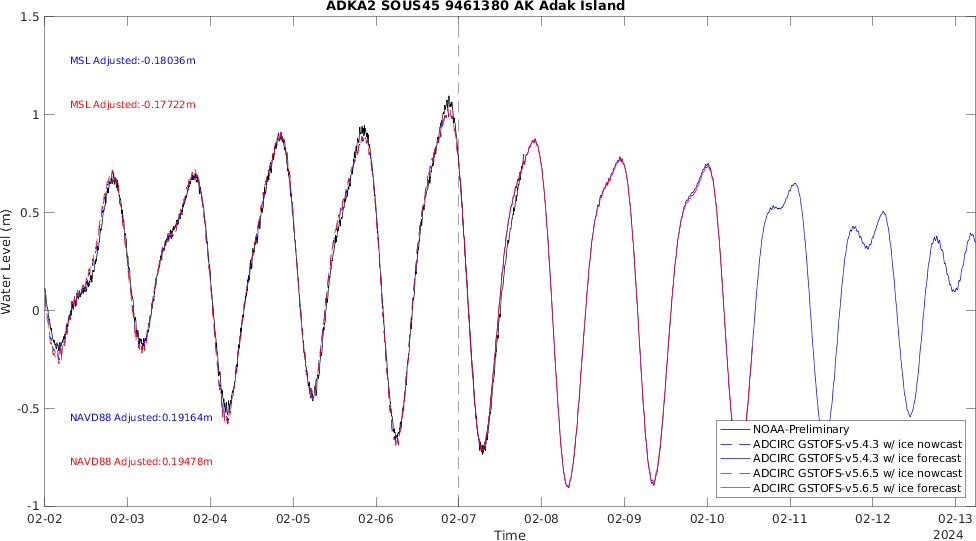 ADKA2 SOUS45 9461380 AK Adak Island
1.5
MSL Adjusted:-0.18036m
MSL Adjusted:-0.17722m
1
0.5
Water Level (m)
0
-0.5
NAVD88 Adjusted:0.19164m
NAVD88 Adjusted:0.19478m
-1
NOAA-Preliminary
ADCIRC GSTOFS-v5.4.3 w/ ice nowcast
ADCIRC GSTOFS-v5.4.3 w/ ice forecast
ADCIRC GSTOFS-v5.6.5 w/ ice nowcast
ADCIRC GSTOFS-v5.6.5 w/ ice forecast
02-02 02-03 02-04 02-05 02-06 02-07 02-08 02-09 02-10 02-11 02-12 02-13
Time
2024